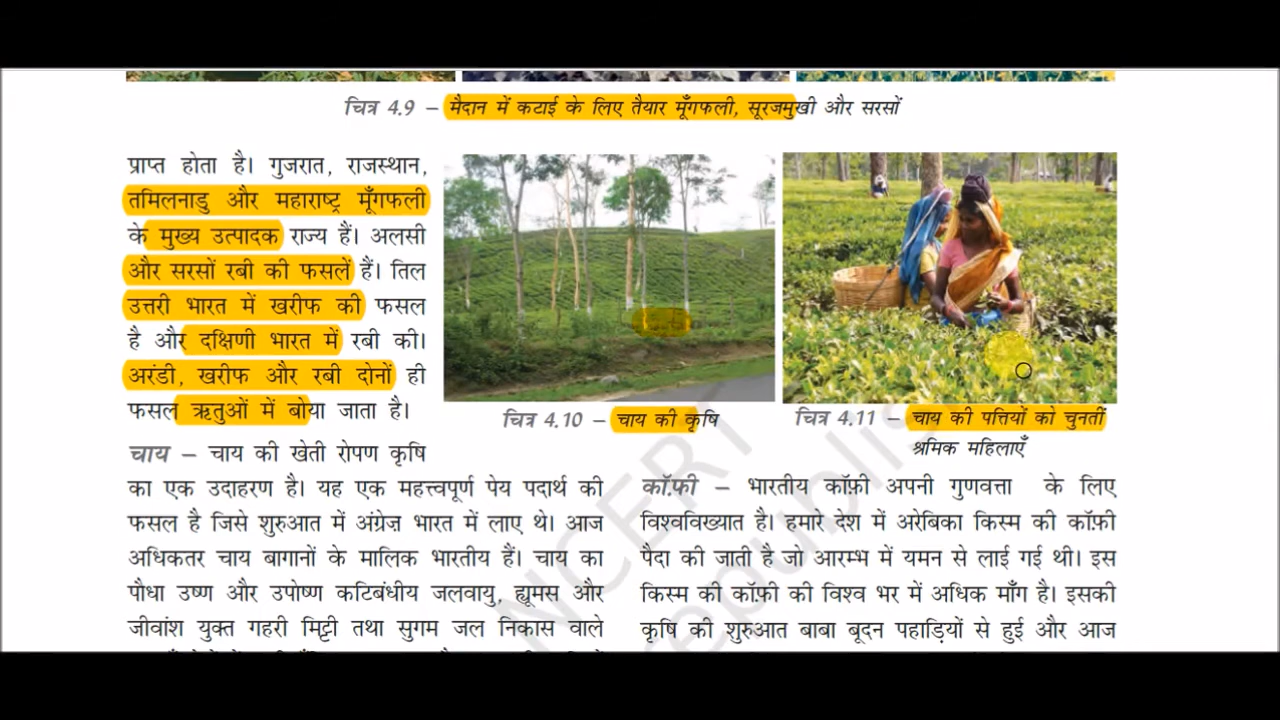 चित्र 4.9 – मैदान में कटाई के लिए तैयार मूँगफली, सूरजमुखी और सरसों
प्राप्त होता है। गुजरात, राजस्थान,
तमिलनाडु और महाराष्ट्र मूँगफली
के मुख्य उत्पादक राज्य हैं। अलसी
और सरसों रबी की फसलें हैं। तिल
उत्तरी भारत में खरीफ की फसल
है और दक्षिणी भारत में रबी की।
अरंडी, खरीफ और रबी दोनों ही
फसल ऋतुओं में बोया जाता है।
चित्र 4.10 – चाय की कृषि
चित्र 4.11 – चाय की पत्तियों को चुनतीं
श्रमिक महिलाएँ
चाय – चाय की खेती रोपण कृषि
का एक उदाहरण है। यह एक महत्त्वपूर्ण पेय पदार्थ की
फसल है जिसे शुरुआत में अंग्रेज भारत में लाए थे। आज
अधिकतर चाय बागानों के मालिक भारतीय हैं। चाय का
पौधा उष्ण और उपोष्ण कटिबंधीय जलवायु, ह्यूमस और
जीवांश युक्त गहरी मिट्टी तथा सुगम जल निकास वाले
कॉफ़ी – भारतीय कॉफ़ी अपनी गुणवत्ता के लिए
विश्वविख्यात है। हमारे देश में अरेबिका किस्म की कॉफ़ी
पैदा की जाती है जो आरम्भ में यमन से लाई गई थी। इस
किस्म की कॉफ़ी की विश्व भर में अधिक माँग है। इसकी
कृषि की शुरुआत बाबा बूदन पहाड़ियों से हुई और आज
NCERT
republis